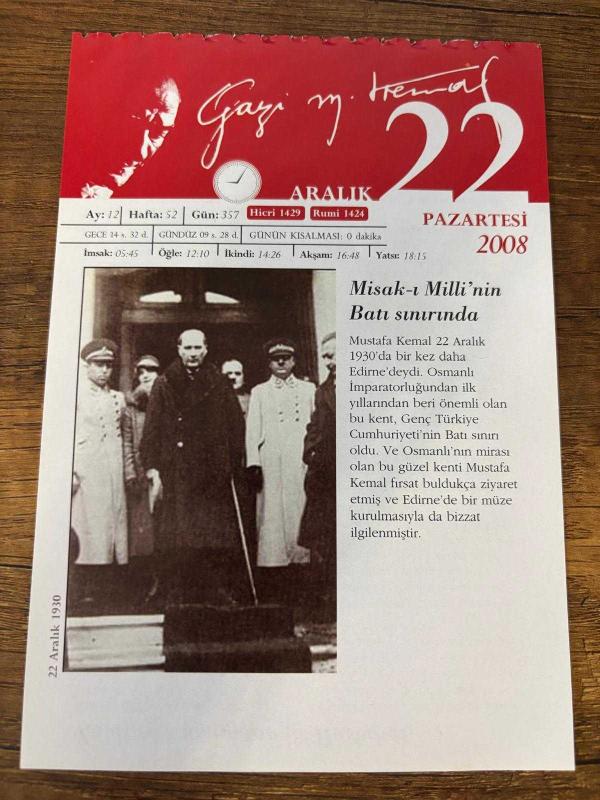 Gazi M. Kemal
22
ARALIK
PAZARTESİ
2008
Ay: 12 Hafta: 52 Gün: 357 Hicri 1429 Rumi 1424
GECE 14 s. 32 d. GÜNDÜZ 09 s. 28 d. GÜNÜN KISALMASI: 0 dakika
İmsak: 05:45 Öğle: 12:10 İkindi: 14:26 Akşam: 16:48 Yatsı: 18:15
Misak-ı Milli'nin
Batı sınırında
Mustafa Kemal 22 Aralık
1930'da bir kez daha
Edirne'deydi. Osmanlı
İmparatorluğundan ilk
yıllarından beri önemli olan
bu kent, Genç Türkiye
Cumhuriyeti'nin Batı sınırı
oldu. Ve Osmanlı'nın mirası
olan bu güzel kenti Mustafa
Kemal fırsat buldukça ziyaret
etmiş ve Edirne'de bir müze
kurulmasıyla da bizzat
ilgilenmiştir.
22 Aralık 1930